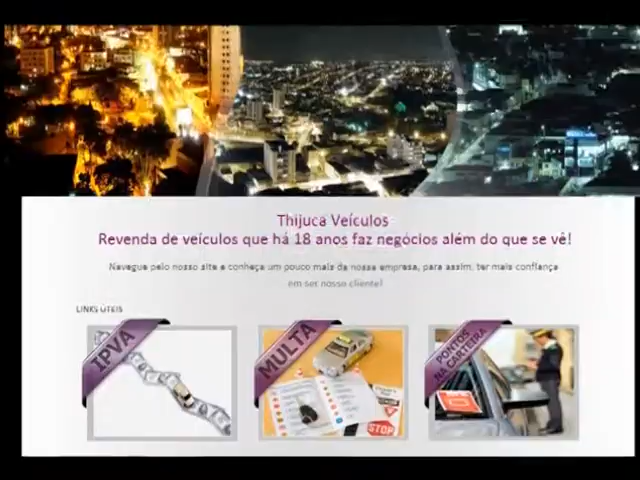 Thijuca Veículos
Revenda de veículos que há 18 anos faz negócios além do que se vê!
Navegue pelo nosso site e conheça um pouco mais da nossa empresa, para assim, ter mais confiança
em ser nosso cliente!
LINKS ÚTEIS
IPVA
MULTA
PONTOS
NA CARTEIRA
STOP